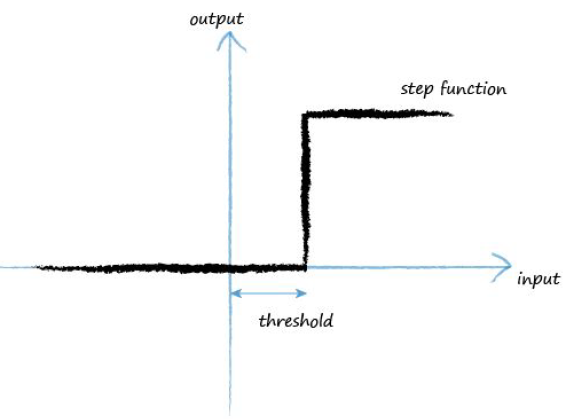 output
step function
input
threshold